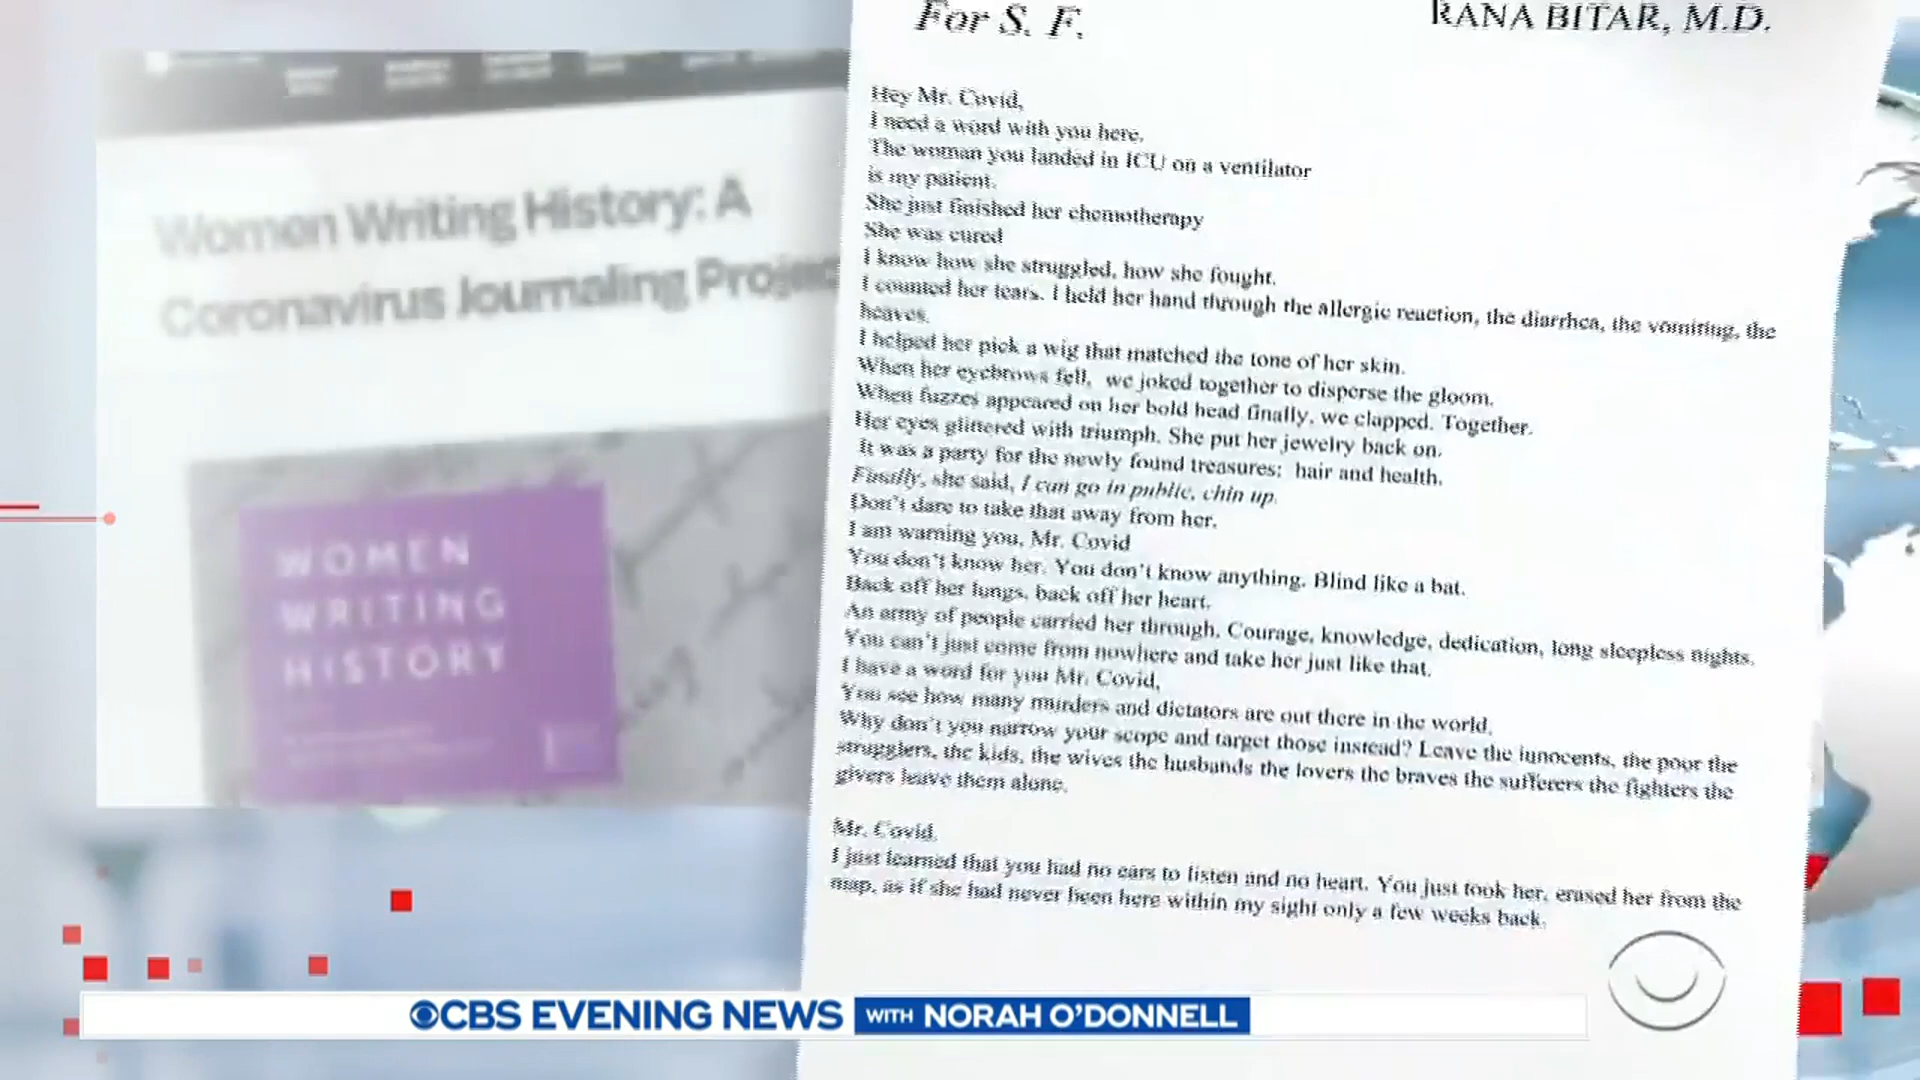 For S. F.
RANA BITAR, M.D.
Women Writing History: A
Coronavirus Journaling Projec
WOMEN
WRITING
HISTORY
Hey Mr. Covid,
I need a word with you here.
The woman you landed in ICU on a ventilator
is my patient.
She just finished her chemotherapy
She was cured
I know how she struggled, how she fought.
I counted her tears. I held her hand through the allergic reaction, the diarrhea, the vomiting, the
heaves.
I helped her pick a wig that matched the tone of her skin.
When her eyebrows fell, we joked together to disperse the gloom.
When fuzzes appeared on her bold head finally, we clapped. Together.
Her eyes glittered with triumph. She put her jewelry back on.
It was a party for the newly found treasures: hair and health.
Finally, she said, I can go in public, chin up.
Don't dare to take that away from her.
I am warning you, Mr. Covid
You don't know her. You don't know anything. Blind like a bat.
Back off her lungs, back off her heart.
An army of people carried her through. Courage, knowledge, dedication, long sleepless nights.
You can't just come from nowhere and take her just like that.
I have a word for you Mr. Covid,
You see how many murders and dictators are out there in the world.
Why don't you narrow your scope and target those instead? Leave the innocents, the poor the
strugglers, the kids, the wives the husbands the lovers the braves the sufferers the fighters the
givers leave them alone.
Mr. Covid,
I just learned that you had no ears to listen and no heart. You just took her, erased her from the
map, as if she had never been here within my sight only a few weeks back.
CBS EVENING NEWS WITH NORAH O'DONNELL